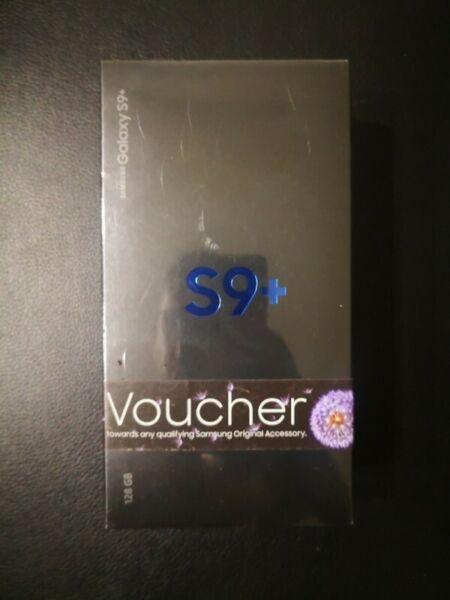 SAMSUNG Galaxy S9+
S9+
Voucher
towards any qualifying Samsung Original Accessory.
128 GB